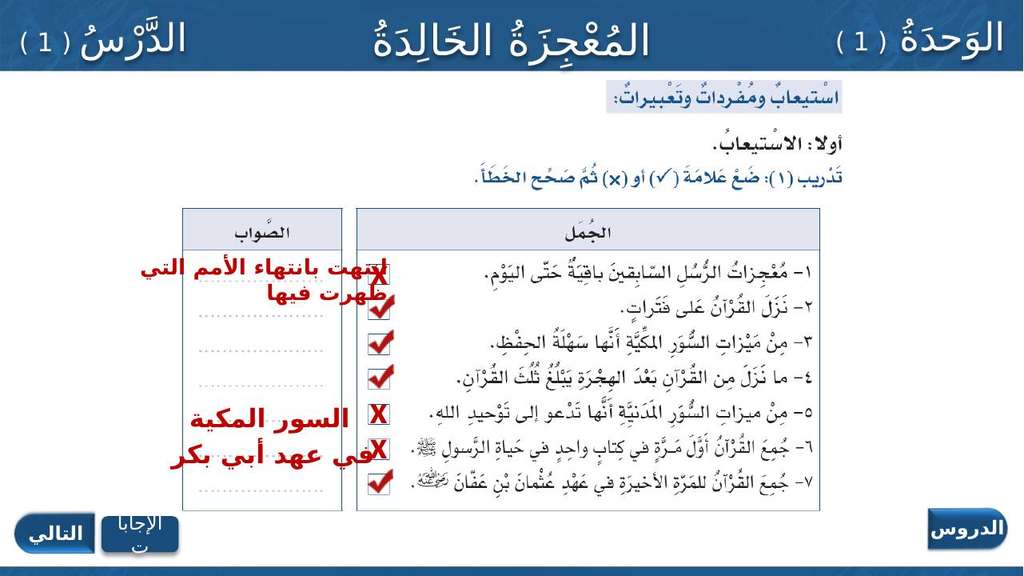 الوَحدَةُ ( 1 )
المُعْجِزَةُ الخَالِدَةُ
الدَّرْسُ ( 1 )
اسْتيعابٌ ومُفْرداتٌ وتَعْبيراتٌ:
أولا: الاسْتيعابُ.
تَدْريب (١): ضَعْ عَلامَةَ (✓) أو (×) ثُمَّ صَحِّح الخَطَأَ.
الجُمَل
الصَّواب
١- مُعْجِزاتُ الرُّسُلِ السّابِقينَ باقِيَةٌ حَتّى اليَوْمِ.
X
انتهت بانتهاء الأمم التي
ظهرت فيها
٢- نَزَلَ القُرْآنُ عَلى فَتَراتٍ.
٣- مِنْ مَيْزاتِ السُّوَرِ المَكِّيَّةِ أَنَّها سَهْلَةُ الحِفْظِ.
٤- ما نَزَلَ مِن القُرْآنِ بَعْدَ الهِجْرَةِ يَبْلُغُ ثُلُثَ القُرْآنِ.
٥- مِنْ ميزاتِ السُّوَرِ المَدَنيَّةِ أَنَّها تَدْعو إلى تَوْحيدِ اللهِ.
X
السور المكية
٦- جُمِعَ القُرْآنُ أَوَّلَ مَرَّةٍ في كِتابٍ واحِدٍ في حَياةِ الرَّسولِ ﷺ.
X
في عهد أبي بكر
٧- جُمِعَ القُرْآنُ للمَرّةِ الأخيرَةِ في عَهْدِ عُثْمانَ بْنِ عَفّانَ رضي الله عنه.
الدروس
الإجابا
ت
التالي